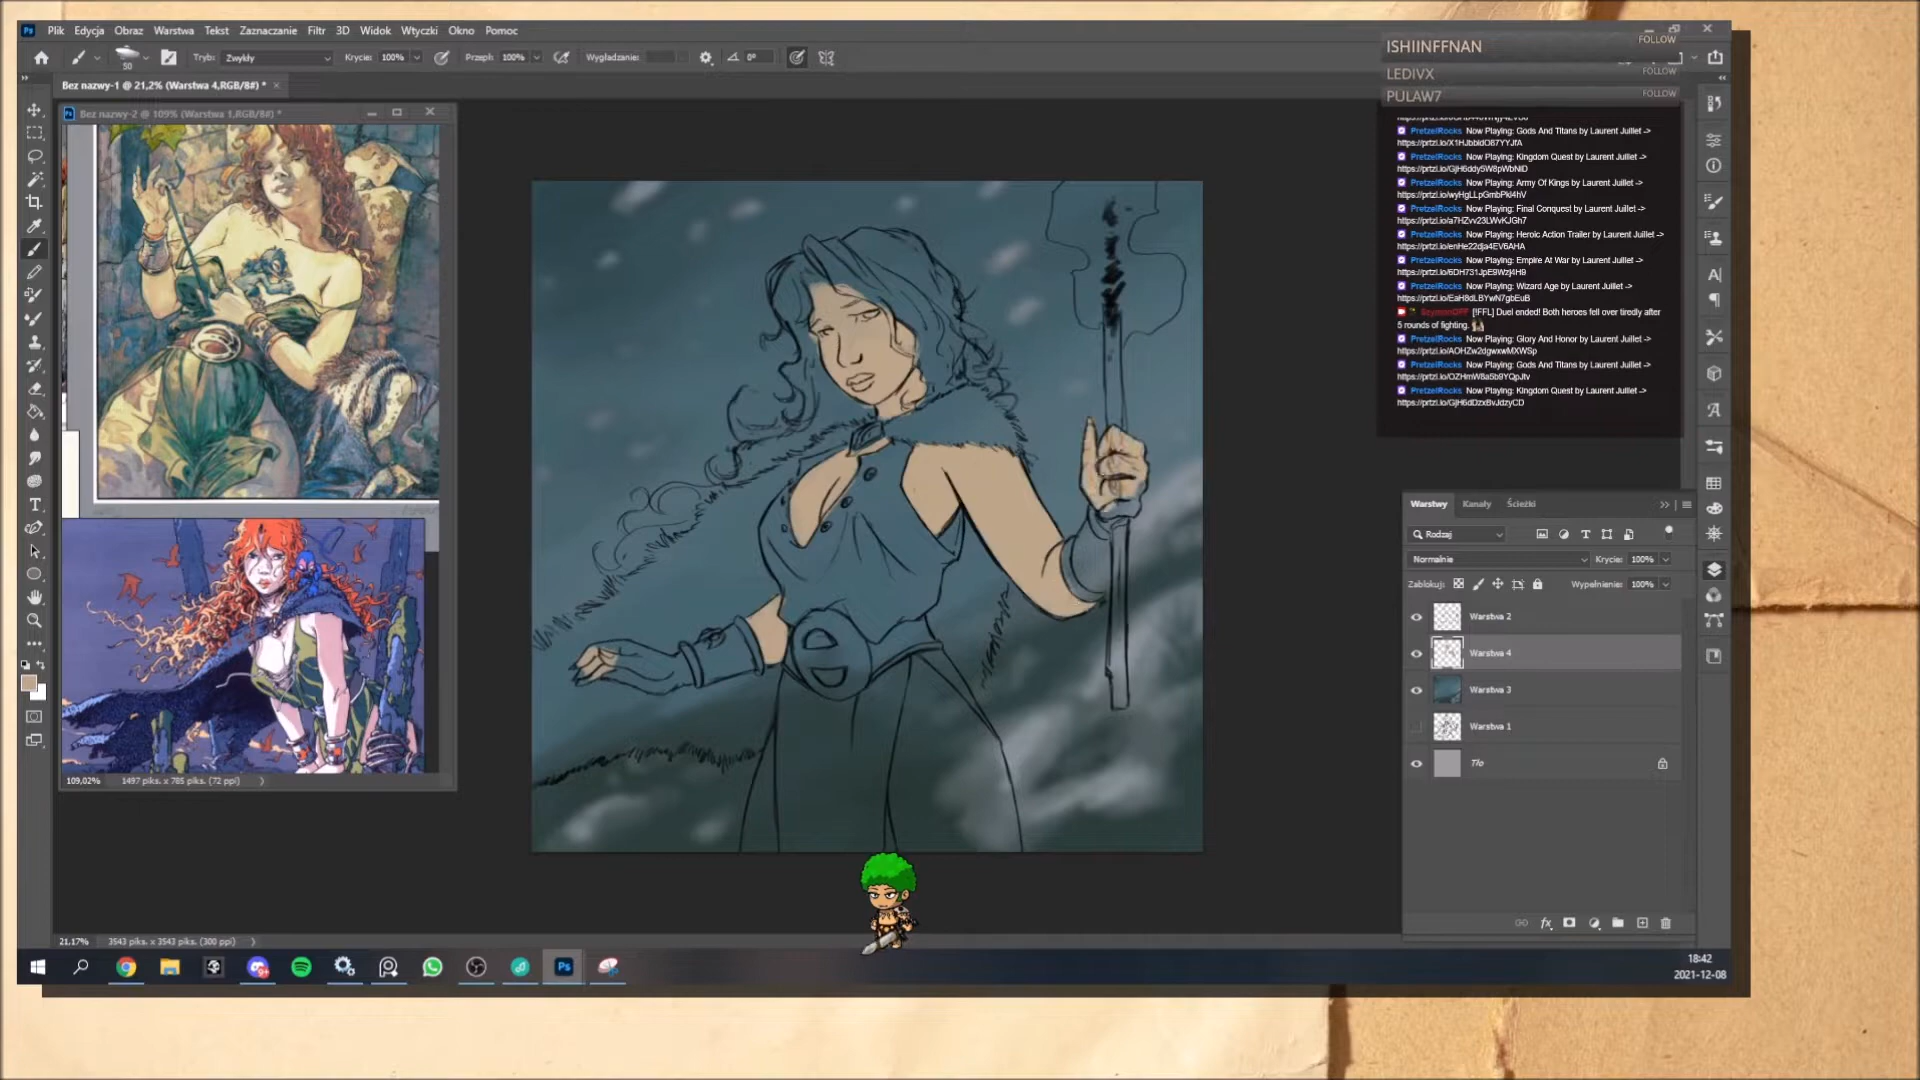 Ps Plik Edycja Obraz Warstwa Tekst Zaznaczanie Filtr 3D Widok Wtyczki Okno Pomoc
50 Tryb: Zwykły Krycie: 100% Przepł: 100% Wygładzanie: 0°
Bez nazwy-1 @ 21,2% (Warstwa 4,RGB/8#) *
Bez nazwy-2 @ 109% (Warstwa 1,RGB/8#) *
109,02% 1497 piks. x 785 piks. (72 ppi)
21,17% 3543 piks. x 3543 piks. (300 ppi)
ISHIINFFNAN FOLLOW
LEDIVX FOLLOW
PULAW7 FOLLOW
PretzelRocks Now Playing: Gods And Titans by Laurent Juillet ->
PretzelRocks Now Playing: Kingdom Quest by Laurent Juillet ->
PretzelRocks Now Playing: Army Of Kings by Laurent Juillet ->
PretzelRocks Now Playing: Final Conquest by Laurent Juillet ->
PretzelRocks Now Playing: Heroic Action Trailer by Laurent Juillet ->
PretzelRocks Now Playing: Empire At War by Laurent Juillet ->
PretzelRocks Now Playing: Wizard Age by Laurent Juillet ->
[!FFL] Duel ended! Both heroes fell over tiredly after
5 rounds of fighting.
PretzelRocks Now Playing: Glory And Honor by Laurent Juillet ->
PretzelRocks Now Playing: Gods And Titans by Laurent Juillet ->
PretzelRocks Now Playing: Kingdom Quest by Laurent Juillet ->
Warstwy Kanały Ścieżki
Rodzaj
Normalnie Krycie: 100%
Zablokuj: Wypełnienie: 100%
Warstwa 2
Warstwa 4
Warstwa 3
Warstwa 1
Tło
fx
Ps
18:42
2021-12-08